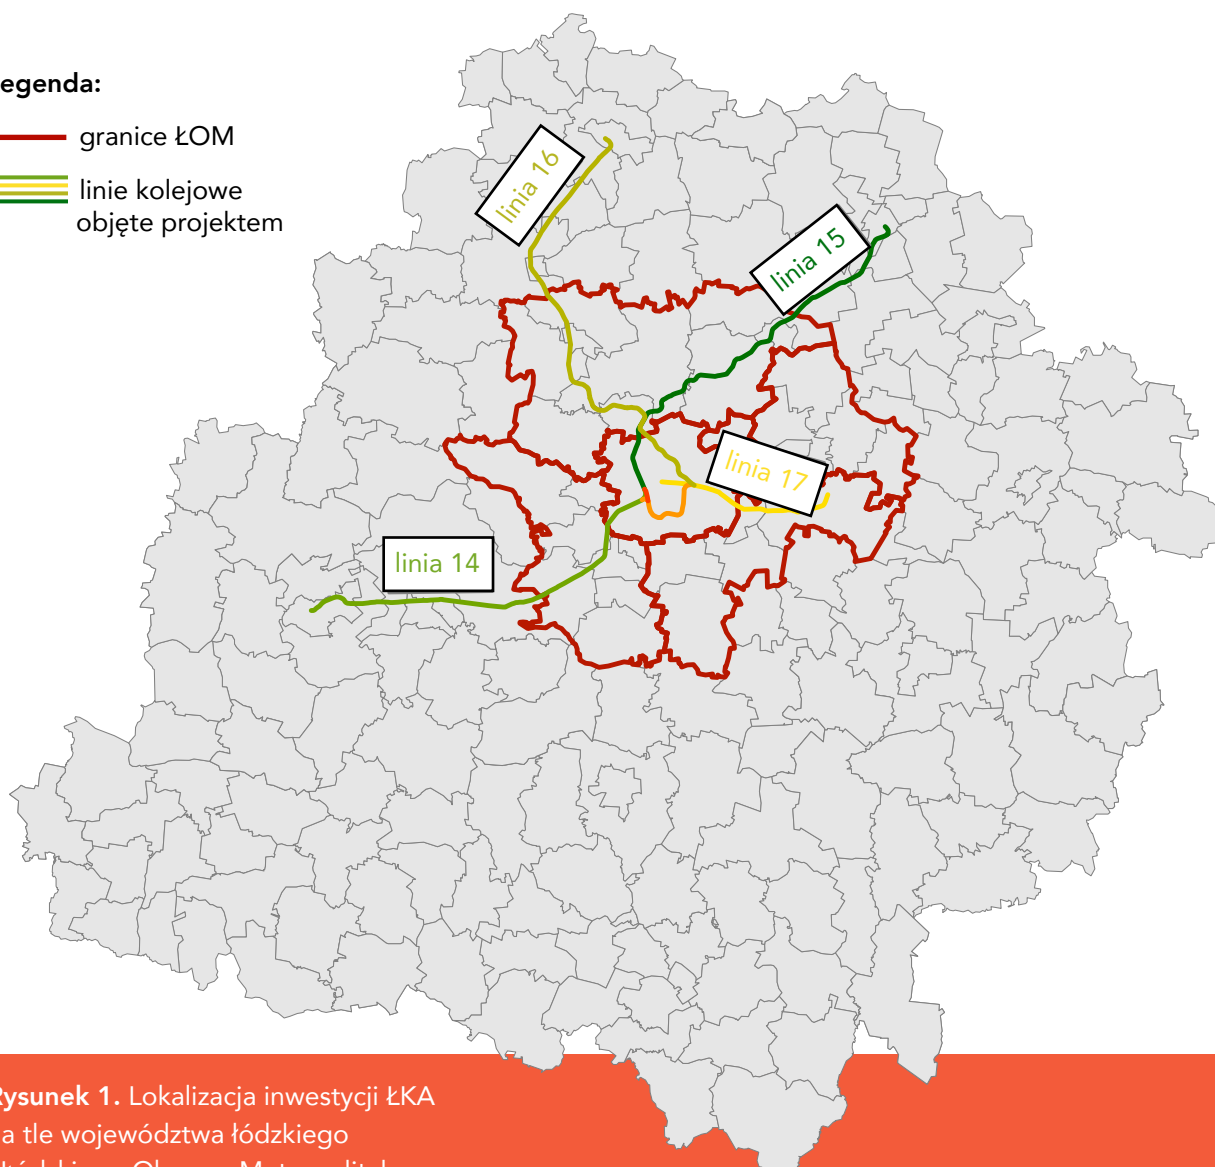 egenda:
granice ŁOM
linie kolejowe
objęte projektem
linia 16
linia 15
linia 17
linia 14
Rysunek 1. Lokalizacja inwestycji ŁKA
a tle województwa łódzkiego